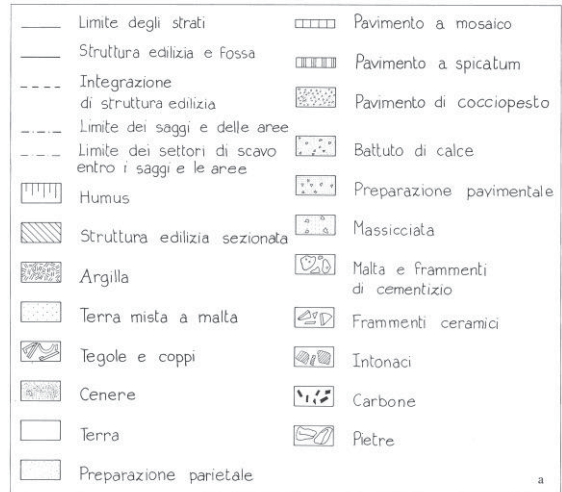 Limite degli strati
Struttura edilizia e fossa
Integrazione
di struttura edilizia
Limite dei saggi e delle aree
Limite dei settori di scavo
entro i saggi e le aree
Humus
Struttura edilizia sezionata
Argilla
Terra mista a malta
Tegole e coppi
Cenere
Terra
Preparazione parietale
Pavimento a mosaico
Pavimento a spicatum
Pavimento di cocciopesto
Battuto di calce
Preparazione pavimentale
Massicciata
Malta e frammenti
di cementizio
Frammenti ceramici
Intonaci
Carbone
Pietre
a